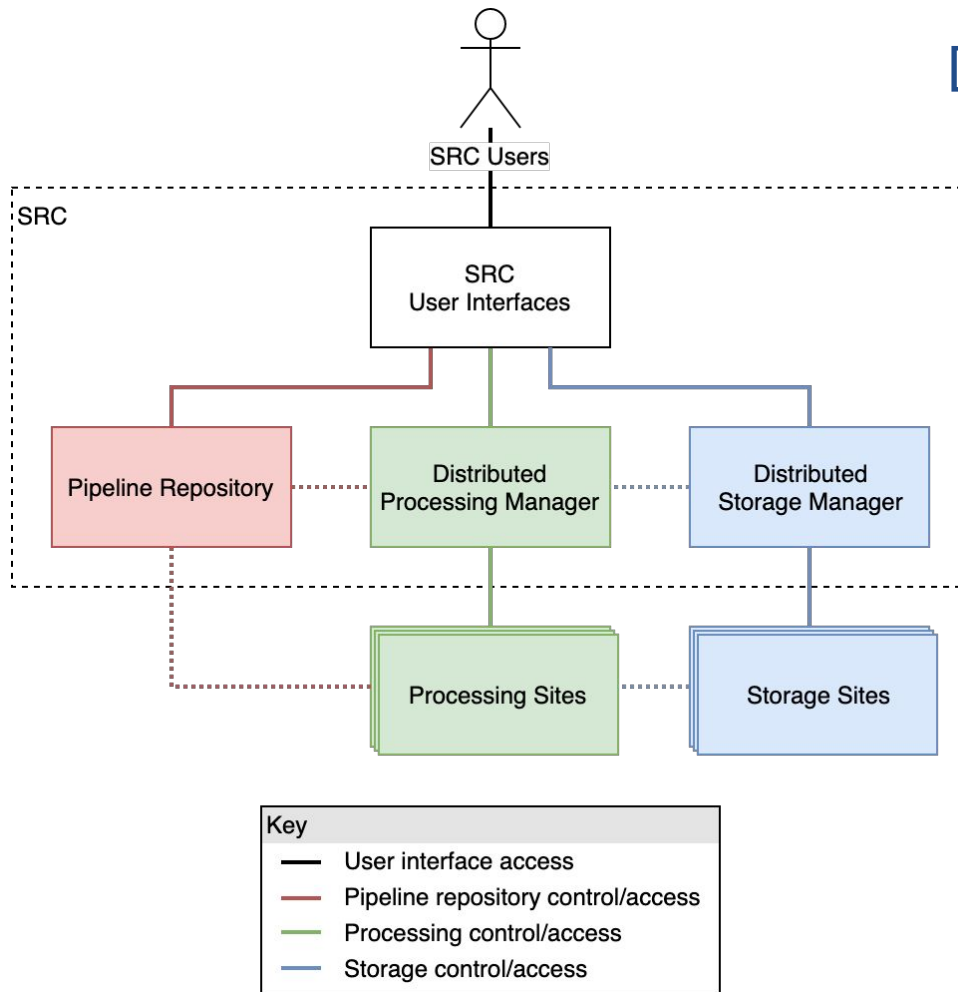 SRC Users
SRC
SRC
User Interfaces
Pipeline Repository
Distributed
Processing Manager
Distributed
Storage Manager
Processing Sites
Storage Sites
Key
User interface access
Pipeline repository control/access
Processing control/access
Storage control/access